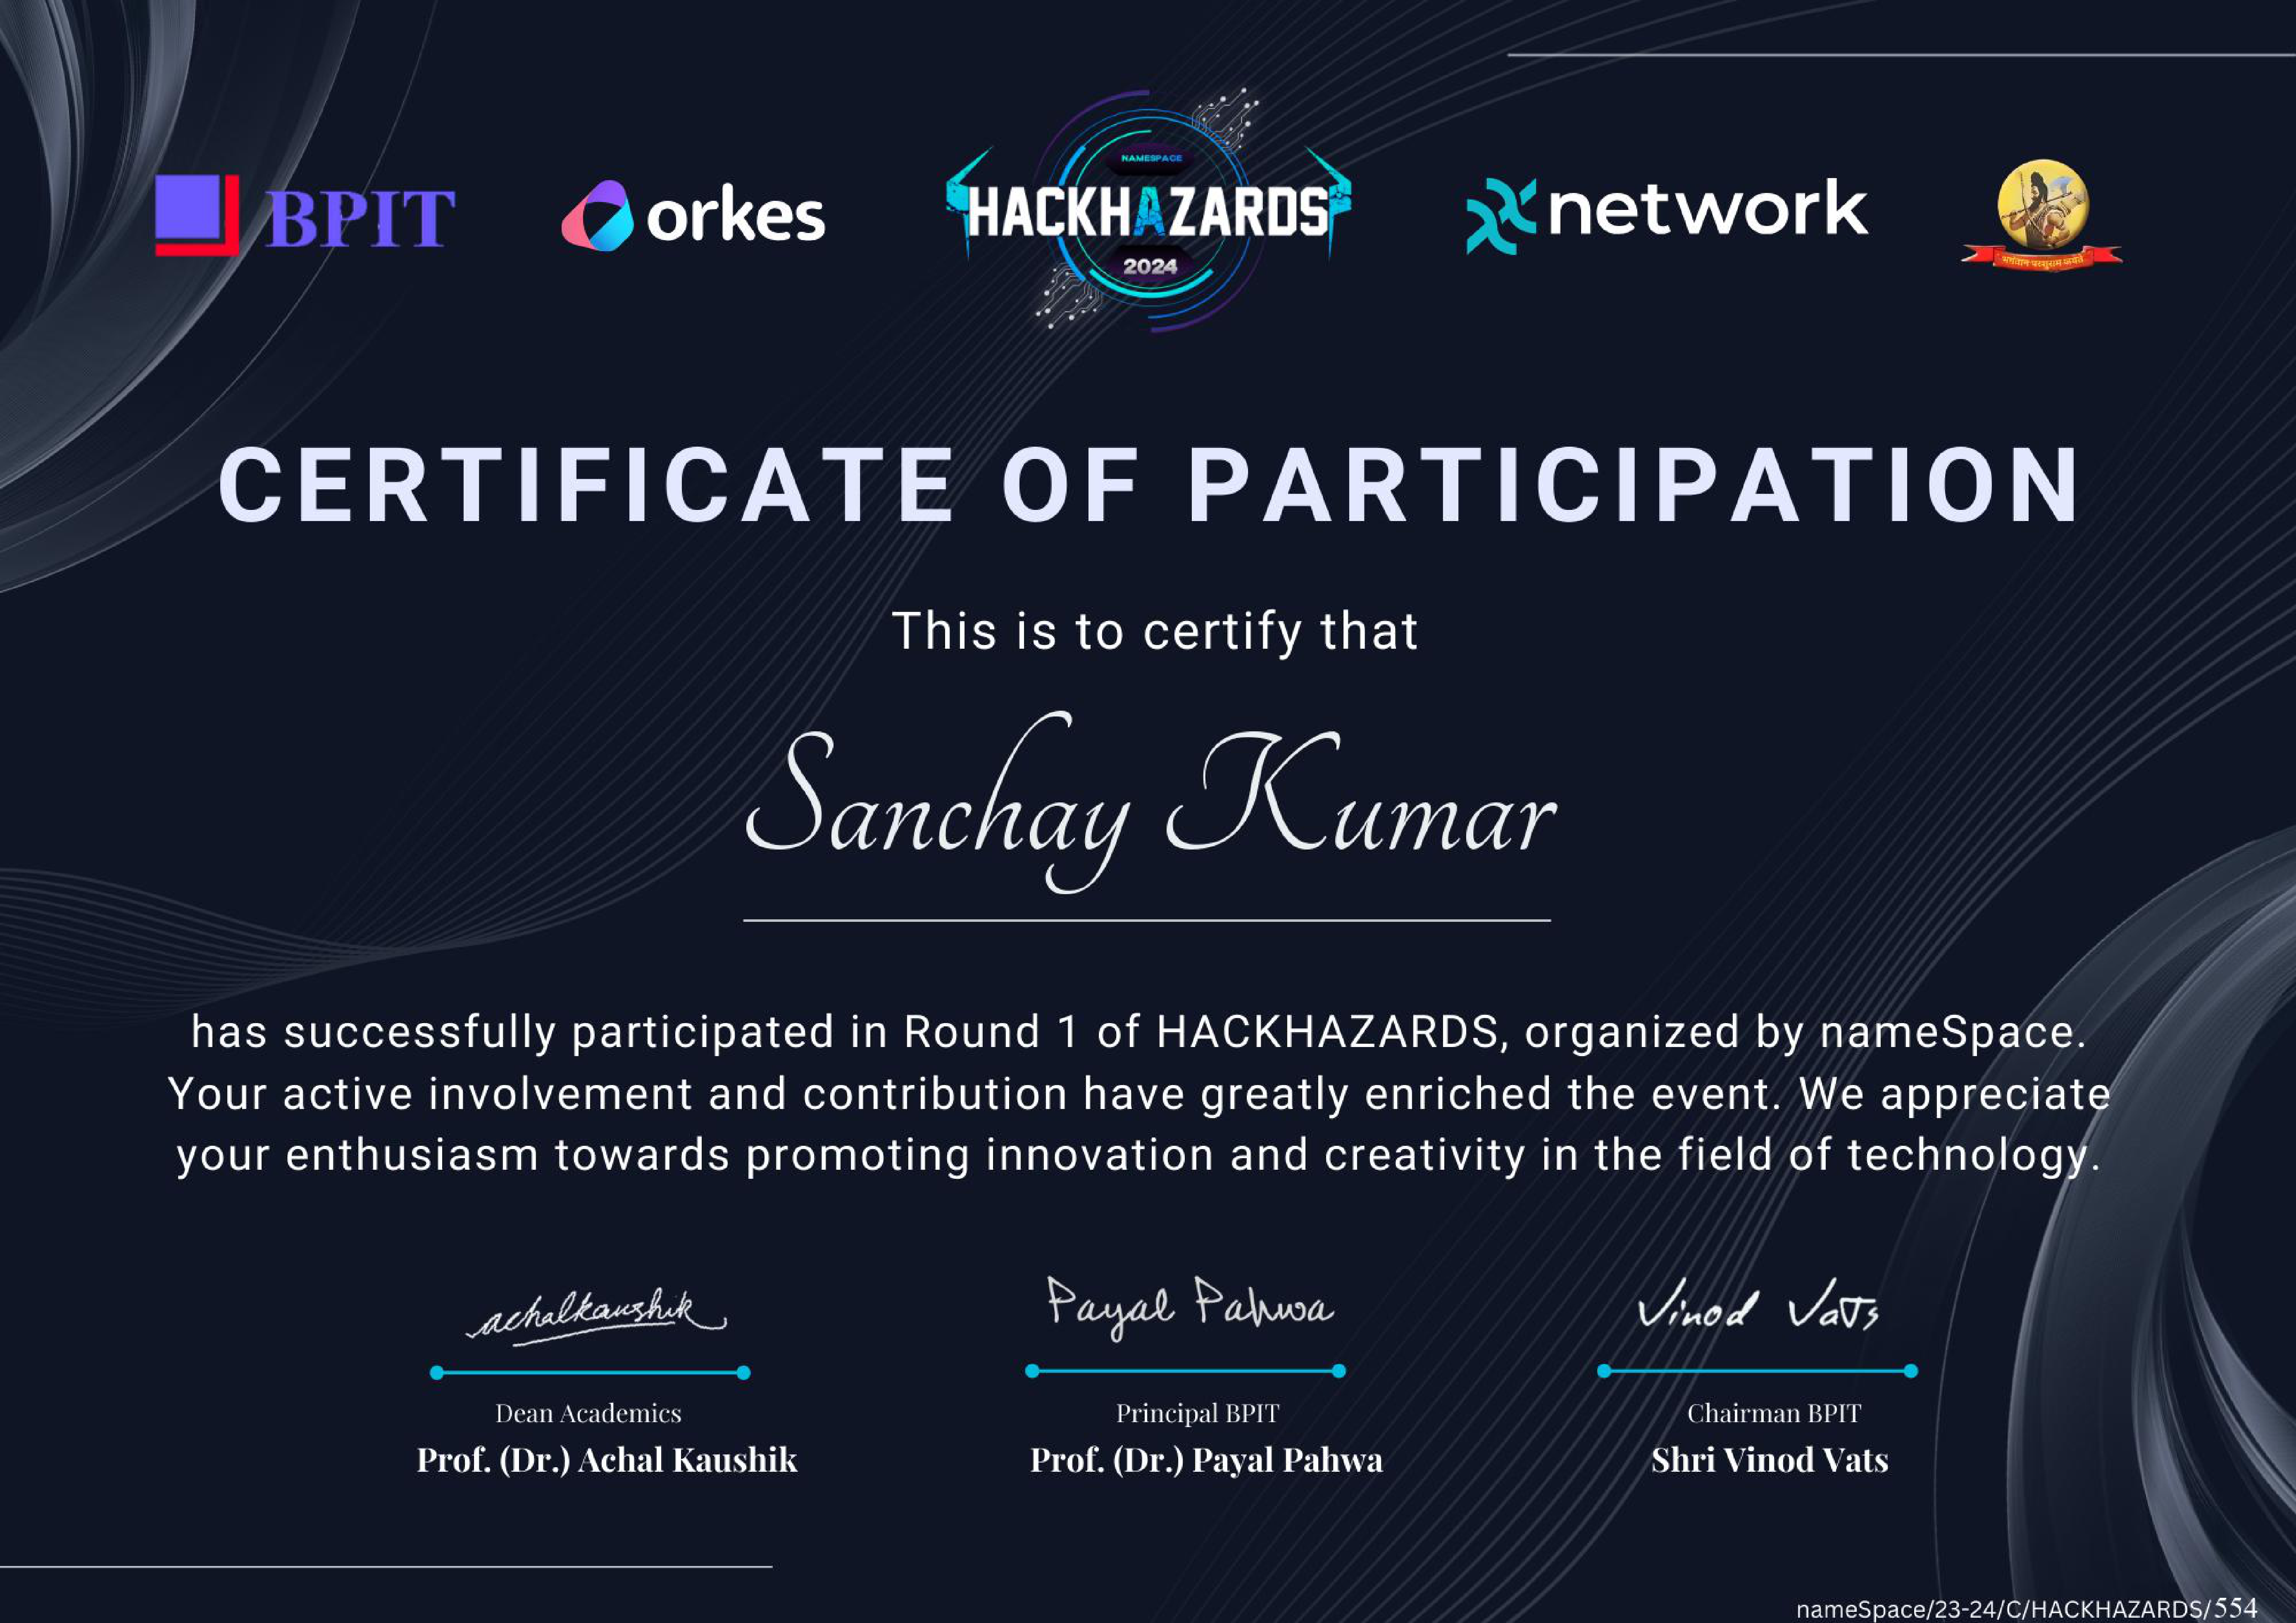 BPIT
orkes
NAMESPACE
HACKHAZARDS
2024
network
CERTIFICATE OF PARTICIPATION
This is to certify that
Sanchay Kumar
has successfully participated in Round 1 of HACKHAZARDS, organized by nameSpace.
Your active involvement and contribution have greatly enriched the event. We appreciate
your enthusiasm towards promoting innovation and creativity in the field of technology.
achalkaushik
Payal Pahwa
Vinod Vats
Dean Academics
Principal BPIT
Chairman BPIT
Prof. (Dr.) Achal Kaushik
Prof. (Dr.) Payal Pahwa
Shri Vinod Vats
nameSpace/23-24/C/HACKHAZARDS/554